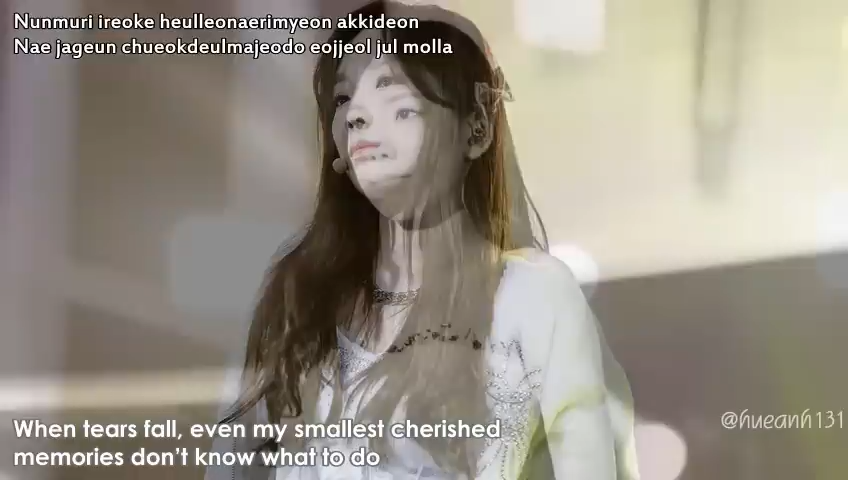 Nunmuri ireoke heulleonaerimyeon akkideon
Nae jageun chueokdeulmajeodo eojjeol jul molla
@hueanh131
When tears fall, even my smallest cherished
memories don't know what to do